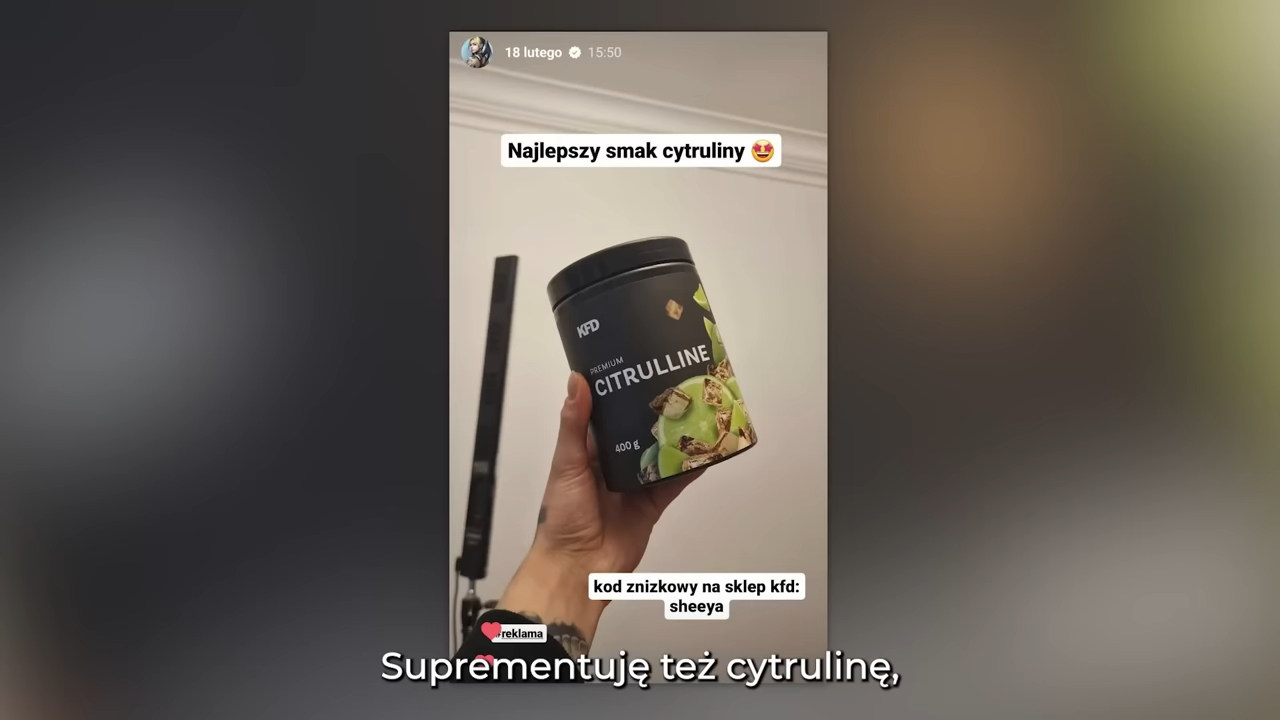 18 lutego 15:50
Najlepszy smak cytruliny 🤩
KFD
PREMIUM
CITRULLINE
400 g
kod znizkowy na sklep kfd:
sheeya
reklama
Suprementuję też cytrulinę,